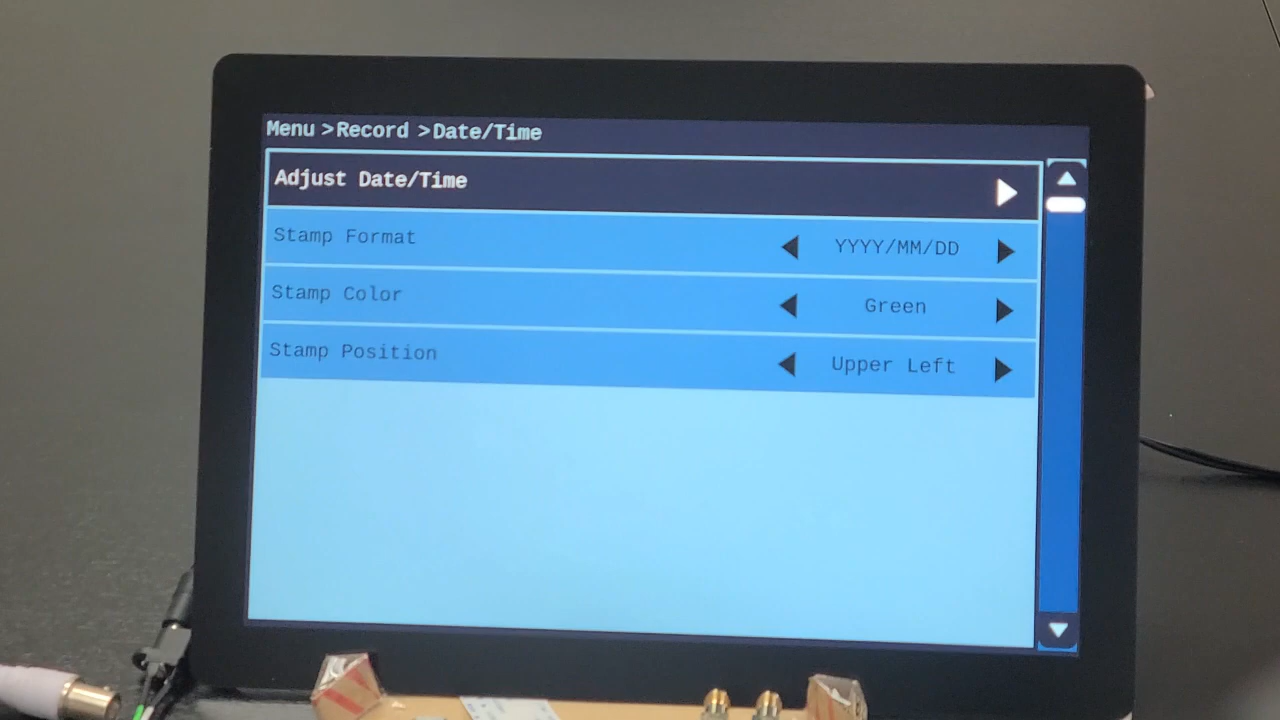 Menu >Record >Date/Time
Adjust Date/Time
Stamp Format YYYY/MM/DD
Stamp Color Green
Stamp Position Upper Left